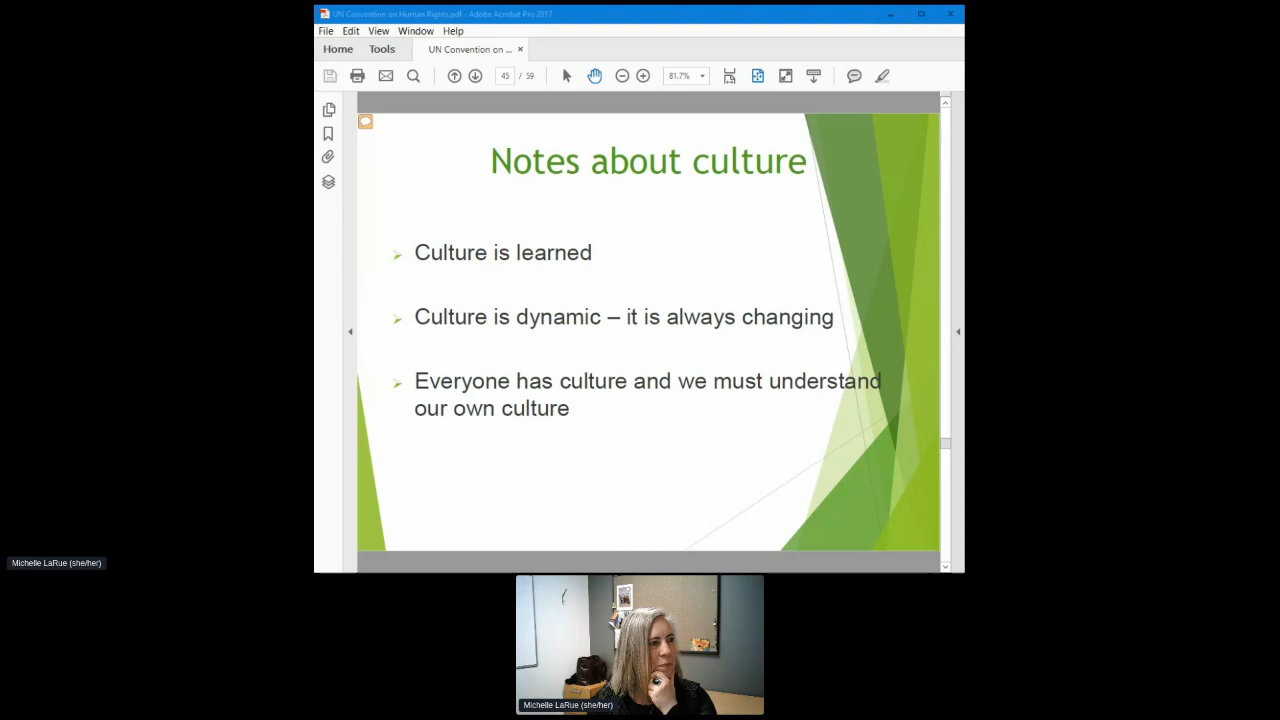 UN Convention on Human Rights.pdf - Adobe Acrobat Pro 2017
File Edit View Window Help
Home Tools UN Convention on ... ×
45 / 59 81.7%
Notes about culture
Culture is learned
Culture is dynamic – it is always changing
Everyone has culture and we must understand
our own culture
Michelle LaRue (she/her)
Michelle LaRue (she/her)